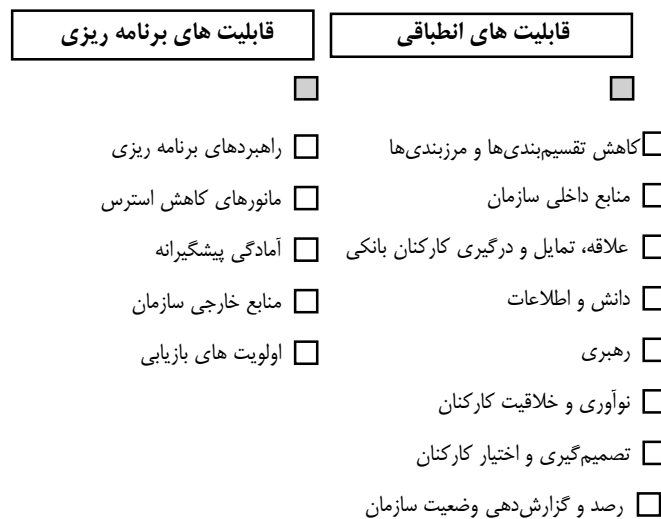 قابلیت های انطباقی
کاهش تقسیم‌بندی‌ها و مرزبندی‌ها
منابع داخلی سازمان
علاقه، تمایل و درگیری کارکنان بانکی
دانش و اطلاعات
رهبری
نوآوری و خلاقیت کارکنان
تصمیم‌گیری و اختیار کارکنان
رصد و گزارش‌دهی وضعیت سازمان
قابلیت های برنامه ریزی
راهبردهای برنامه ریزی
مانورهای کاهش استرس
آمادگی پیشگیرانه
منابع خارجی سازمان
اولویت های بازیابی